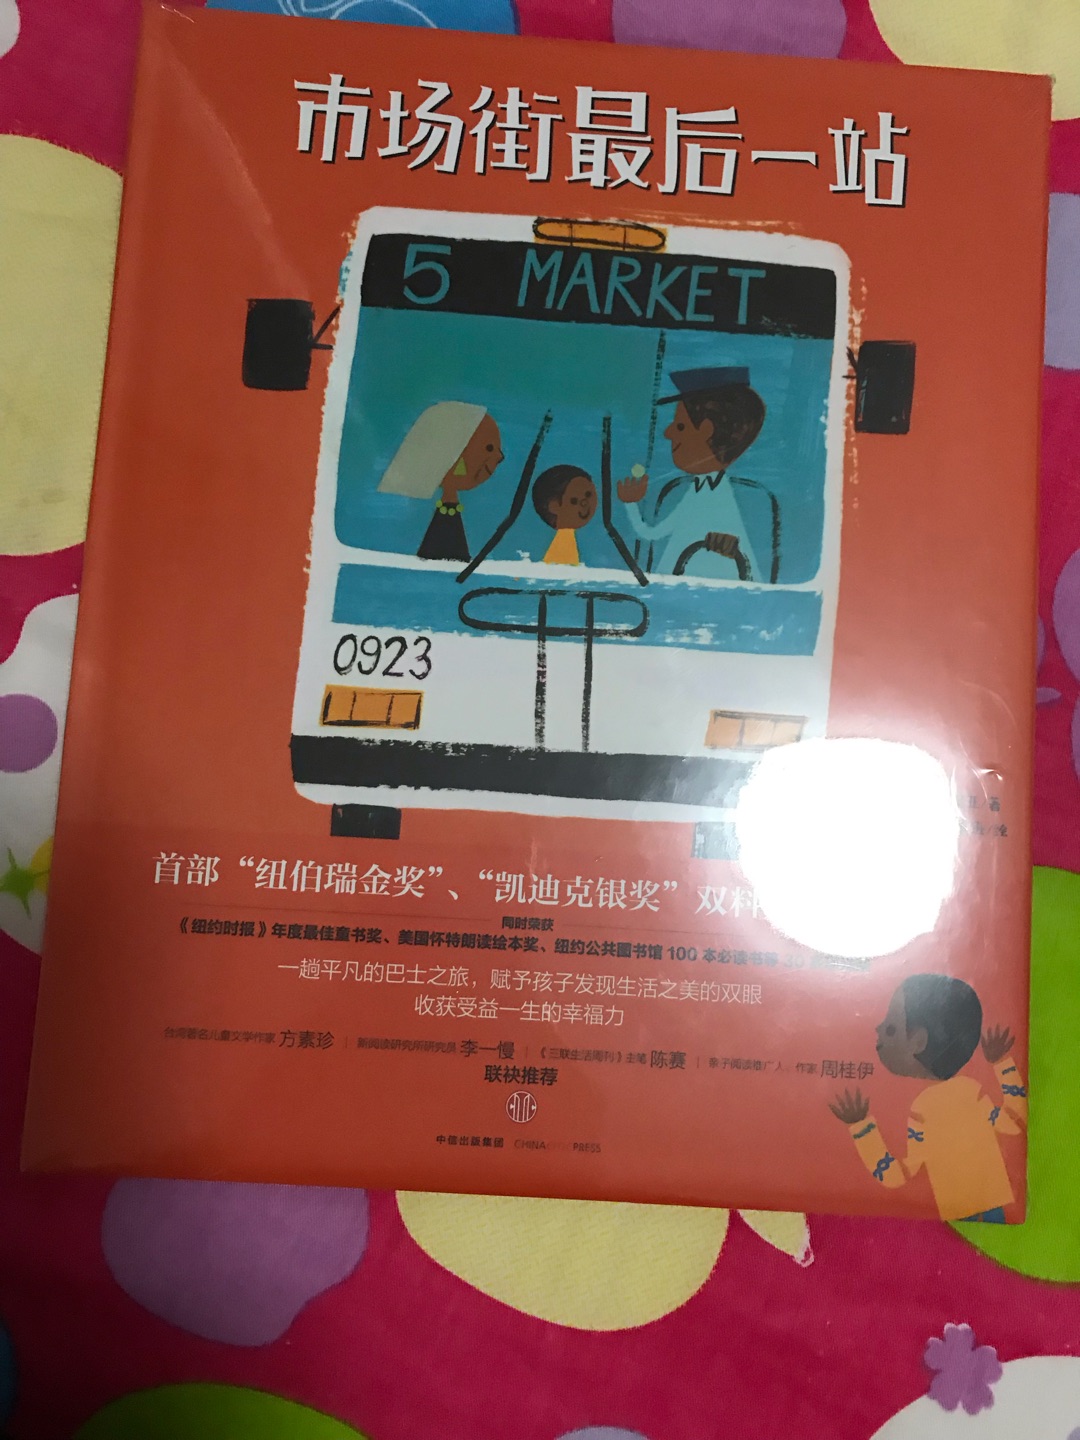 市场街最后一站
5 MARKET
0923
著
绘
首部“纽伯瑞金奖”、“凯迪克银奖”双料
同时荣获
《纽约时报》年度最佳童书奖、美国怀特朗读绘本奖、纽约公共图书馆100本必读书等30
一趟平凡的巴士之旅，赋予孩子发现生活之美的双眼
收获受益一生的幸福力
台湾著名儿童文学作家 方素珍 | 新阅读研究所研究员 李一慢 | 《三联生活周刊》主笔 陈赛 | 亲子阅读推广人、作家 周桂伊
联袂推荐
中信出版集团 CHINA CITIC PRESS